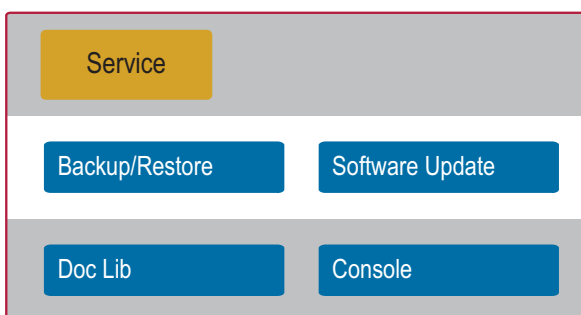 Service
Backup/Restore
Software Update
Doc Lib
Console